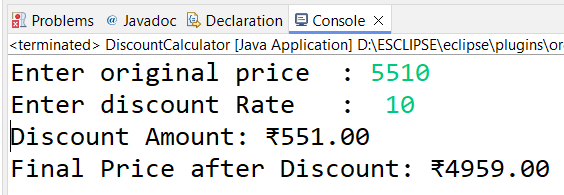 Problems @ Javadoc Declaration Console ×
<terminated> DiscountCalculator [Java Application] D:\ESCLIPSE\eclipse\plugins\or
Enter original price  : 5510
Enter discount Rate   :  10
Discount Amount: ₹551.00
Final Price after Discount: ₹4959.00